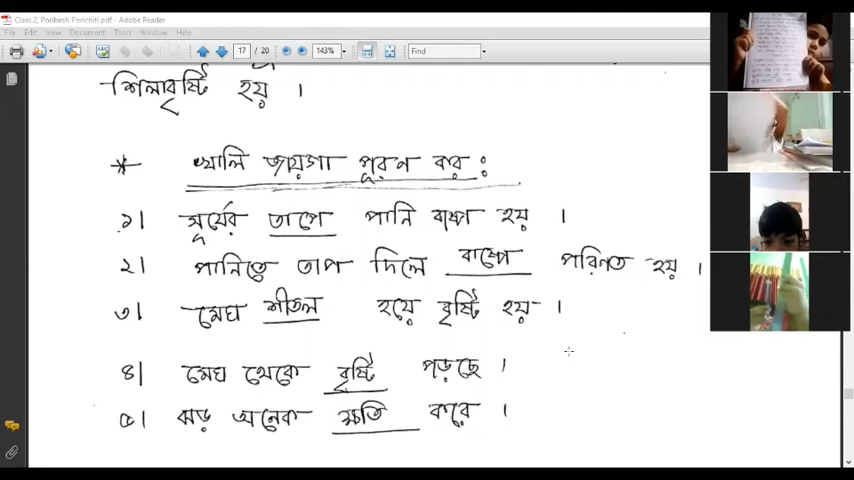 Class 2, Poribesh Porichiti.pdf - Adobe Reader
File Edit View Document Tools Window Help
17 / 20 143% Find
শিলাবৃষ্টি হয় ।
* খালি জায়গা পূরণ কর :
১। সূর্যের তাপে পানি বাষ্প হয় ।
২। পানিতে তাপ দিলে বাষ্পে পরিণত হয় ।
৩। মেঘ শীতল হয়ে বৃষ্টি হয় ।
৪। মেঘ থেকে বৃষ্টি পড়ছে ।
৫। ঝড় অনেক ক্ষতি করে ।